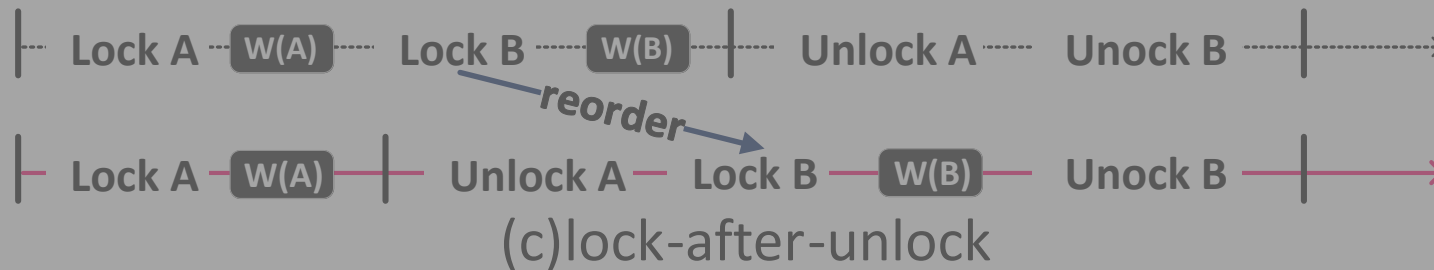 Lock A W(A) Lock B W(B) Unlock A Unock B
reorder
Lock A W(A) Unlock A Lock B W(B) Unock B
(c)lock-after-unlock